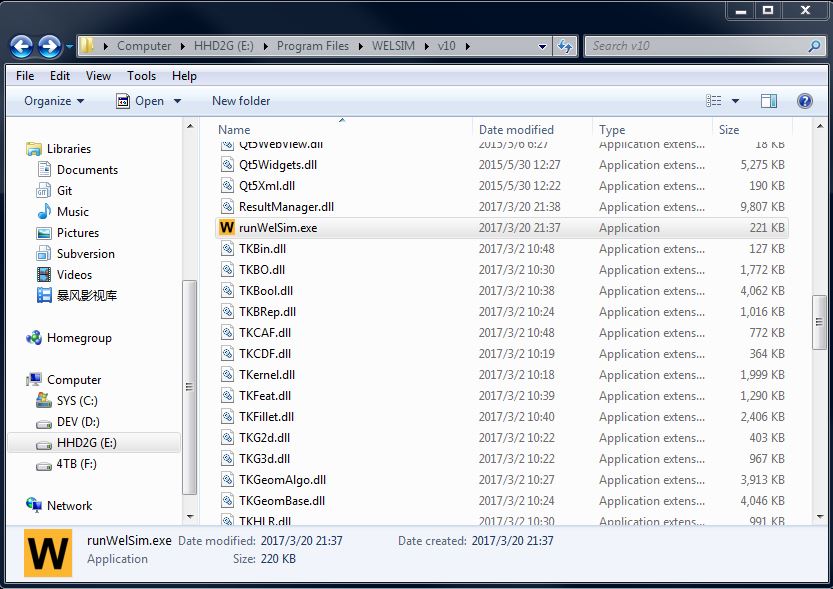 Computer HHD2G (E:) Program Files WELSIM v10 Search v10
File Edit View Tools Help
Organize Open New folder
Libraries
Documents
Git
Music
Pictures
Subversion
Videos
暴风影视库
Homegroup
Computer
SYS (C:)
DEV (D:)
HHD2G (E:)
4TB (F:)
Network
Name Date modified Type Size
Qt5WebView.dll 2015/5/6 6:27 Application extens... 18 KB
Qt5Widgets.dll 2015/5/30 12:27 Application extens... 5,275 KB
Qt5Xml.dll 2015/5/30 12:22 Application extens... 190 KB
ResultManager.dll 2017/3/20 21:38 Application extens... 9,807 KB
W runWelSim.exe 2017/3/20 21:37 Application 221 KB
TKBin.dll 2017/3/2 10:48 Application extens... 127 KB
TKBO.dll 2017/3/2 10:30 Application extens... 1,772 KB
TKBool.dll 2017/3/2 10:38 Application extens... 4,062 KB
TKBRep.dll 2017/3/2 10:24 Application extens... 1,016 KB
TKCAF.dll 2017/3/2 10:48 Application extens... 772 KB
TKCDF.dll 2017/3/2 10:19 Application extens... 364 KB
TKernel.dll 2017/3/2 10:18 Application extens... 1,999 KB
TKFeat.dll 2017/3/2 10:39 Application extens... 1,290 KB
TKFillet.dll 2017/3/2 10:40 Application extens... 2,406 KB
TKG2d.dll 2017/3/2 10:22 Application extens... 403 KB
TKG3d.dll 2017/3/2 10:22 Application extens... 967 KB
TKGeomAlgo.dll 2017/3/2 10:27 Application extens... 3,913 KB
TKGeomBase.dll 2017/3/2 10:24 Application extens... 4,046 KB
TKHLR.dll 2017/3/2 10:30 Application extens... 991 KB
W
runWelSim.exe Date modified: 2017/3/20 21:37 Date created: 2017/3/20 21:37
Application Size: 220 KB